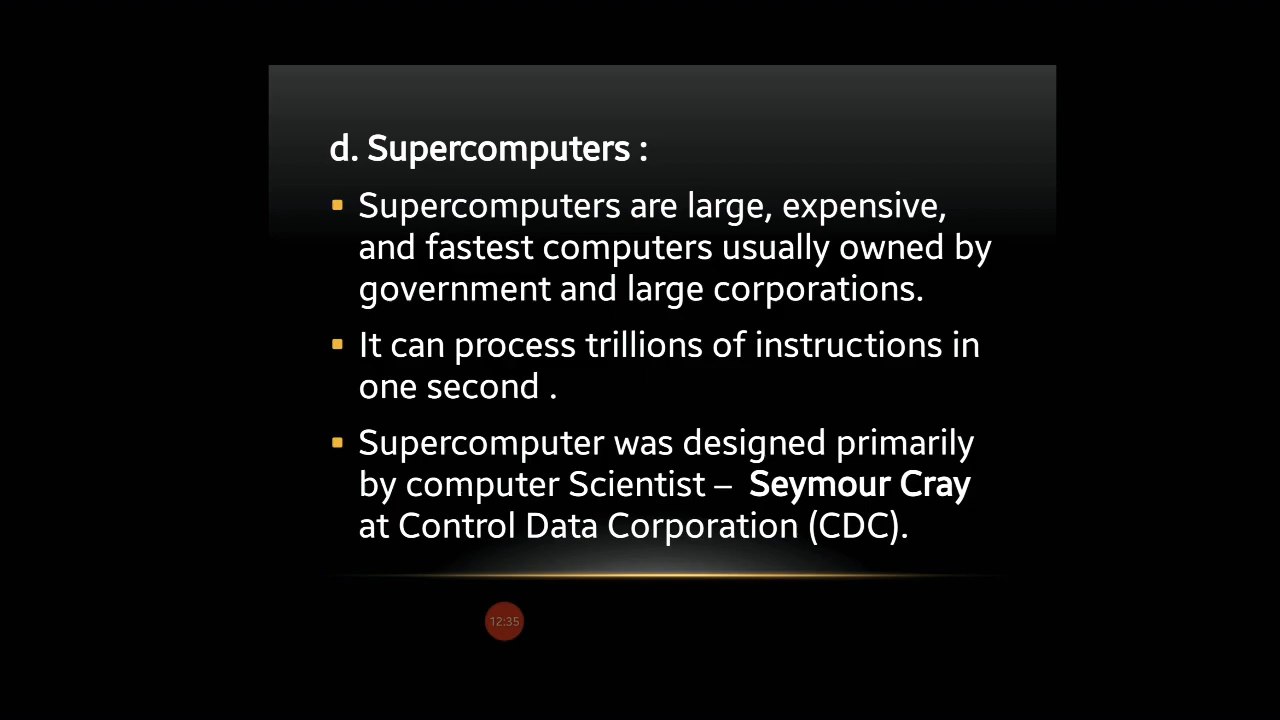 d. Supercomputers :
▪ Supercomputers are large, expensive,
and fastest computers usually owned by
government and large corporations.
▪ It can process trillions of instructions in
one second .
▪ Supercomputer was designed primarily
by computer Scientist – Seymour Cray
at Control Data Corporation (CDC).
12:35